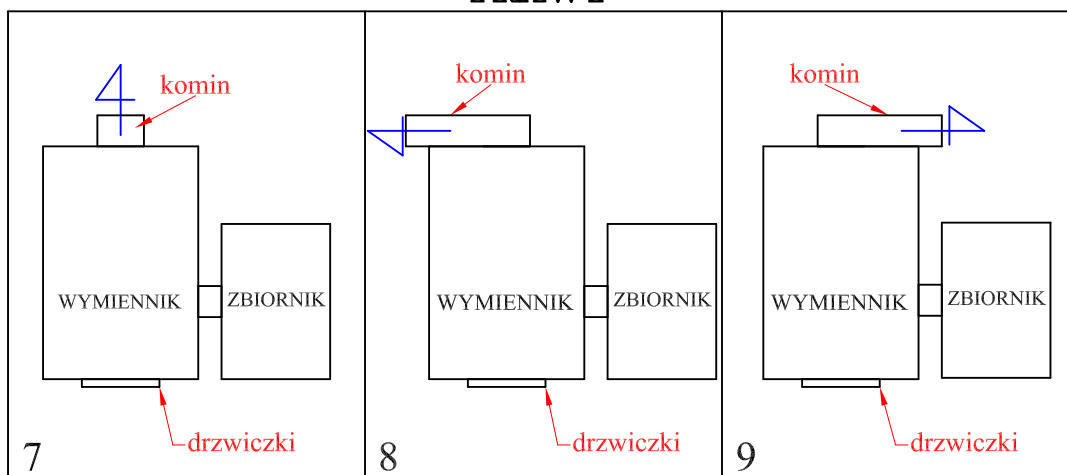 komin
WYMIENNIK
ZBIORNIK
drzwiczki
7
komin
WYMIENNIK
ZBIORNIK
drzwiczki
8
komin
WYMIENNIK
ZBIORNIK
drzwiczki
9